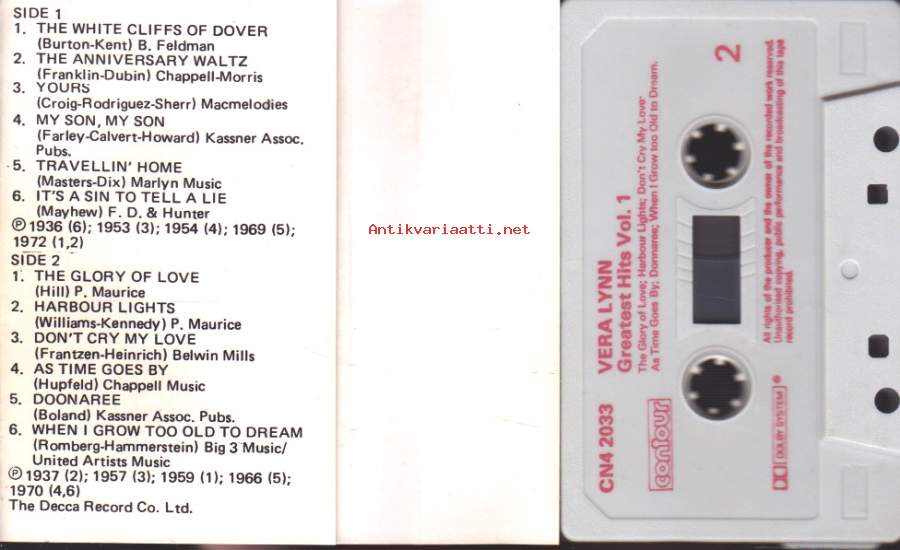 SIDE 1
1. THE WHITE CLIFFS OF DOVER
(Burton-Kent) B. Feldman
2. THE ANNIVERSARY WALTZ
(Franklin-Dubin) Chappell-Morris
3. YOURS
(Croig-Rodriguez-Sherr) Macmelodies
4. MY SON, MY SON
(Farley-Calvert-Howard) Kassner Assoc.
Pubs.
5. TRAVELLIN' HOME
(Masters-Dix) Marlyn Music
6. IT'S A SIN TO TELL A LIE
(Mayhew) F. D. & Hunter
℗ 1936 (6); 1953 (3); 1954 (4); 1969 (5);
1972 (1,2)
SIDE 2
1. THE GLORY OF LOVE
(Hill) P. Maurice
2. HARBOUR LIGHTS
(Williams-Kennedy) P. Maurice
3. DON'T CRY MY LOVE
(Frantzen-Heinrich) Belwin Mills
4. AS TIME GOES BY
(Hupfeld) Chappell Music
5. DOONAREE
(Boland) Kassner Assoc. Pubs.
6. WHEN I GROW TOO OLD TO DREAM
(Romberg-Hammerstein) Big 3 Music/
United Artists Music
℗ 1937 (2); 1957 (3); 1959 (1); 1966 (5);
1970 (4,6)
The Decca Record Co. Ltd.
Antikvariaatti.net
CN4 2033
contour
VERA LYNN
Greatest Hits Vol. 1
The Glory of Love; Harbour Lights; Don't Cry My Love
As Time Goes By; Donnaree; When I Grow too Old to Dream.
2
All rights of the producer and the owner of the recorded work reserved.
Unauthorised copying, public performance and broadcasting of this tape
record prohibited.
DOLBY SYSTEM ®